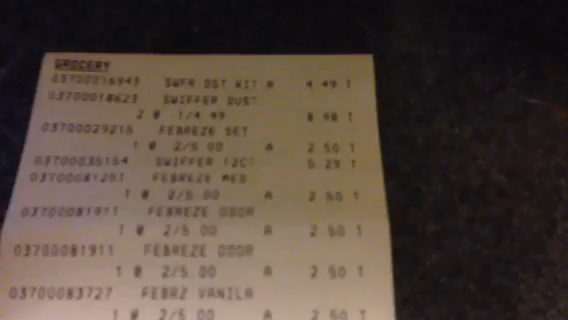 GROCERY
03700016943 SWFR DST KIT A 4 49 T
03700018623 SWIFFER DUST
2 @ 1/4 49 8 98 T
03700029216 FEBREZE SET
1 @ 2/5 00 A 2 50 T
03700036164 SWIFFER 12CT 5 29 T
FEBREZE MED
1 @ 2/5.00 A 2 50 T
03700081911 FEBREZE ODOR
1 @ 2/5.00 A 2 50 T
03700081911 FEBREZE ODOR
1 @ 2/5.00 A 2 50 T
03700083727 FEBRZ VANILA
1 @ 2/5.00 A 2 50 T